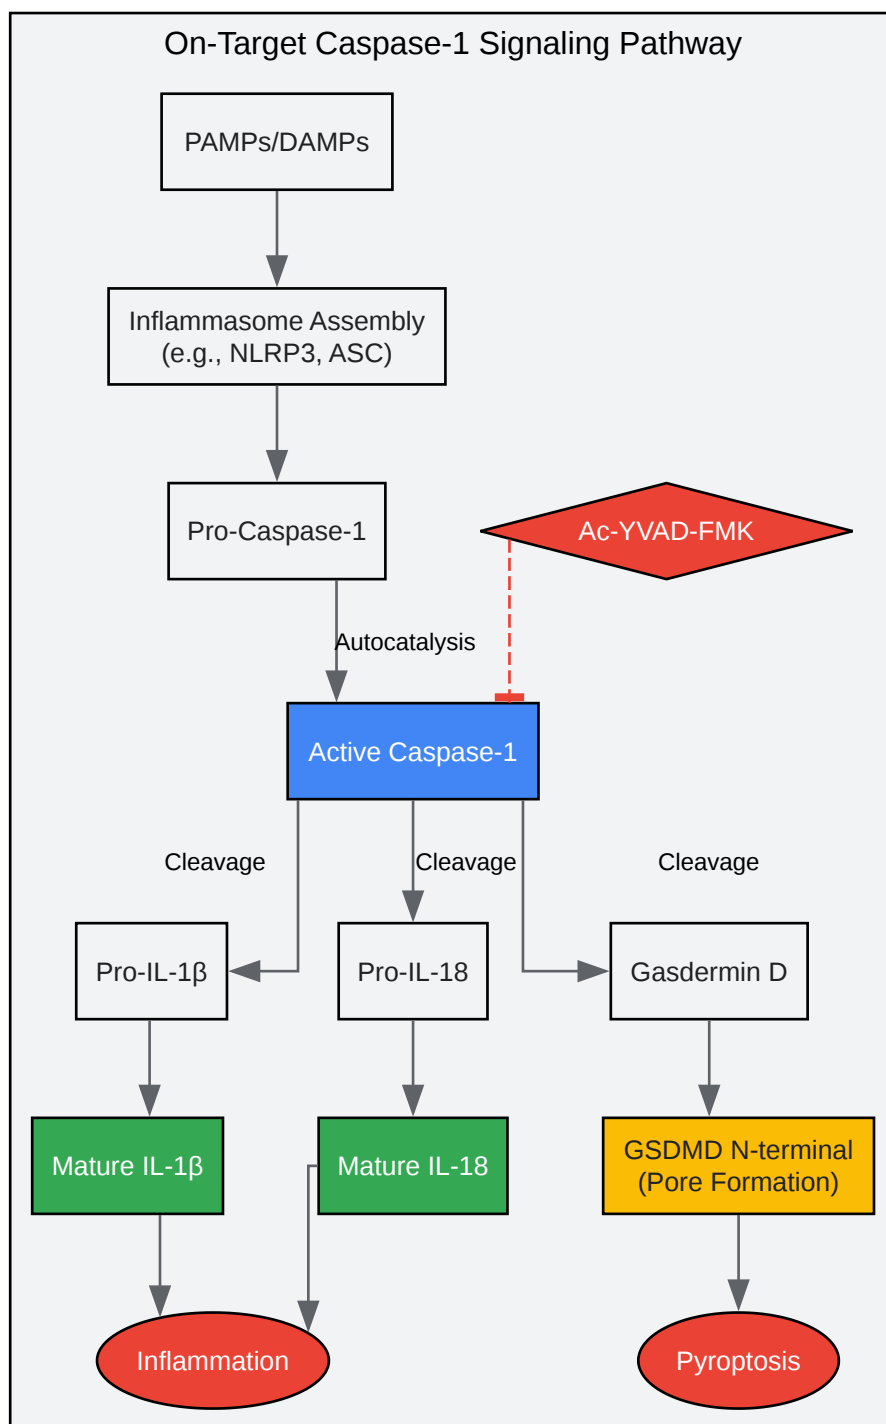 On-Target Caspase-1 Signaling Pathway
PAMPs/DAMPs
Inflammasome Assembly
(e.g., NLRP3, ASC)
Pro-Caspase-1
Ac-YVAD-FMK
Autocatalysis
Active Caspase-1
Cleavage
Cleavage
Cleavage
Pro-IL-1β
Pro-IL-18
Gasdermin D
Mature IL-1β
Mature IL-18
GSDMD N-terminal
(Pore Formation)
Inflammation
Pyroptosis